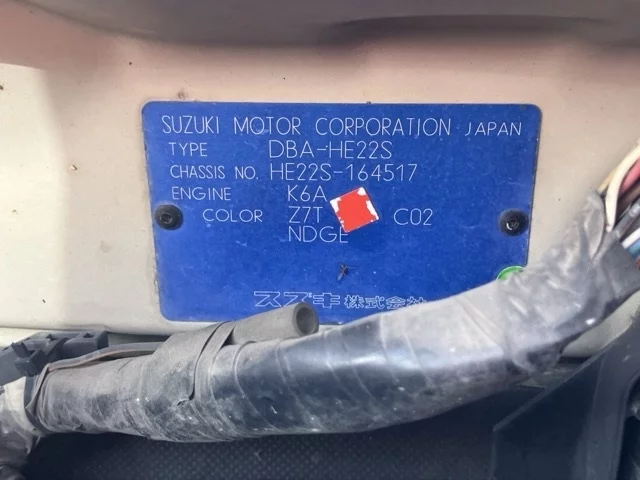 SUZUKI MOTOR CORPORATION JAPAN
TYPE DBA-HE22S
CHASSIS NO. HE22S-164517
ENGINE K6A
COLOR Z7T C02
NDGE
スズキ株式会社